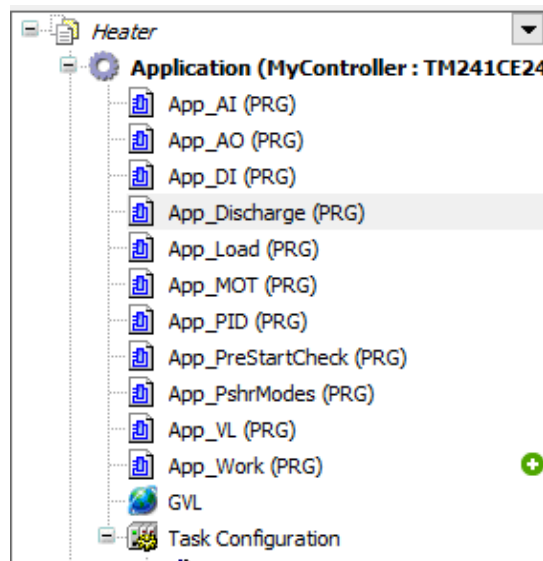 Heater
Application (MyController : TM241CE24
App_AI (PRG)
App_AO (PRG)
App_DI (PRG)
App_Discharge (PRG)
App_Load (PRG)
App_MOT (PRG)
App_PID (PRG)
App_PreStartCheck (PRG)
App_PshrModes (PRG)
App_VL (PRG)
App_Work (PRG)
GVL
Task Configuration